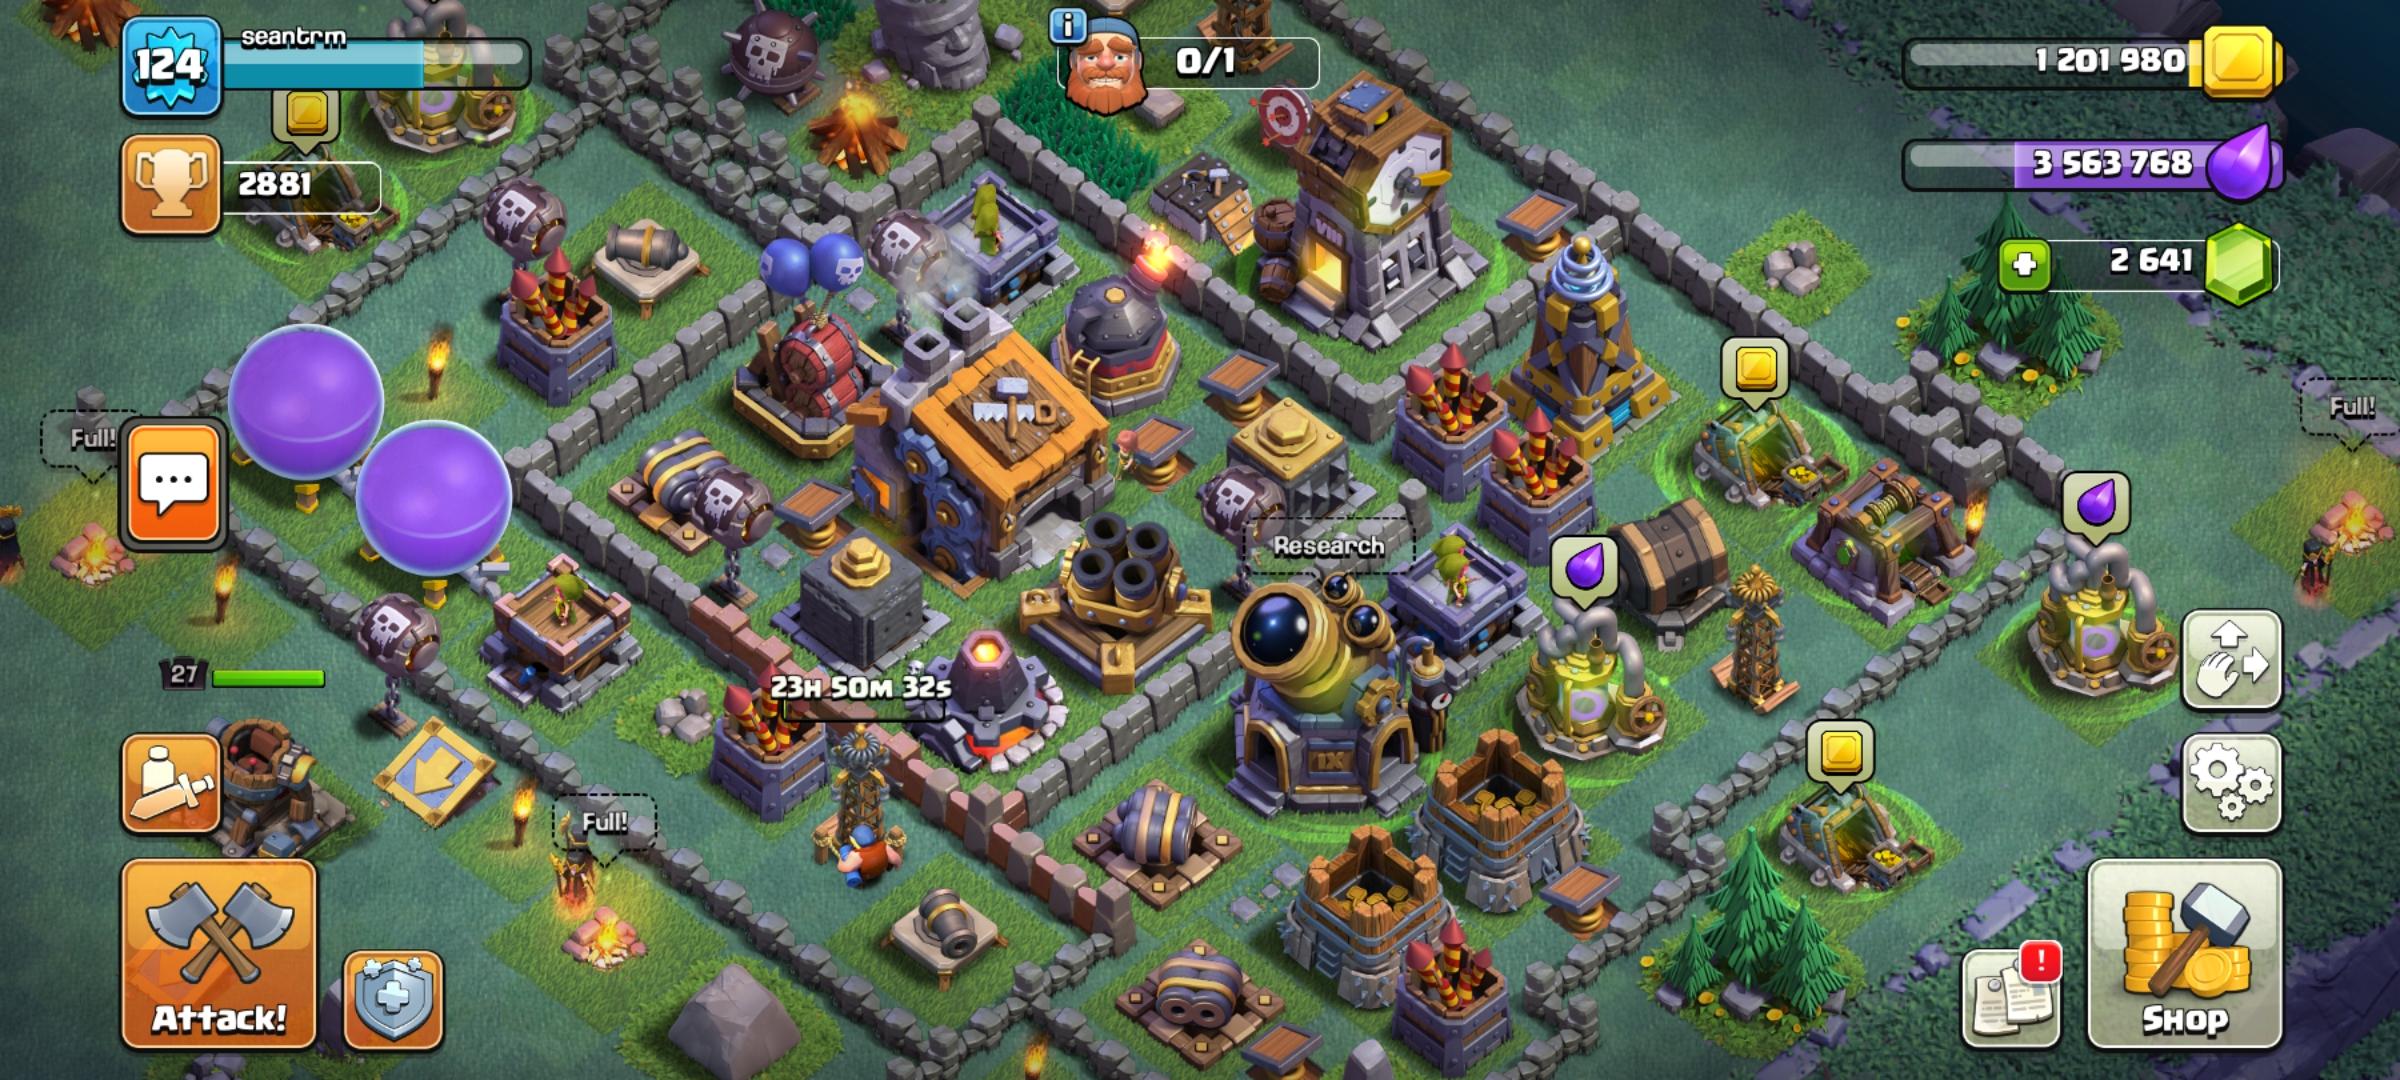 seantrm
124
0/1
1 201 980
2881
3 563 768
2 641
VIII
Full!
Full!
Research
27
23H 50M 32S
IX
Full!
!
Attack!
SHOP